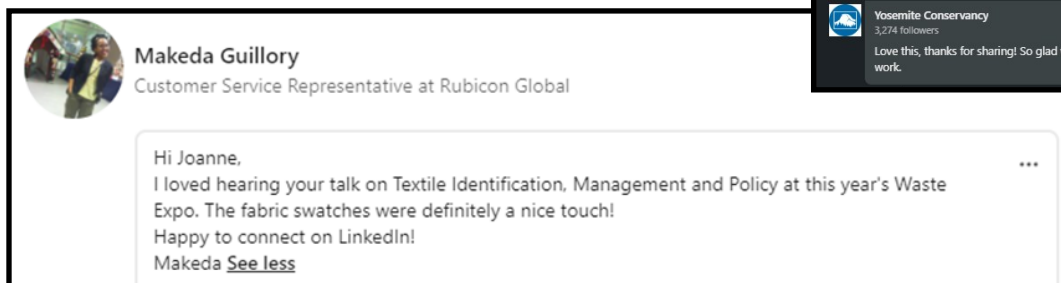 Yosemite Conservancy
3,274 followers
Love this, thanks for sharing! So glad
work.
Makeda Guillory
Customer Service Representative at Rubicon Global
Hi Joanne,
...
I loved hearing your talk on Textile Identification, Management and Policy at this year's Waste
Expo. The fabric swatches were definitely a nice touch!
Happy to connect on LinkedIn!
Makeda See less